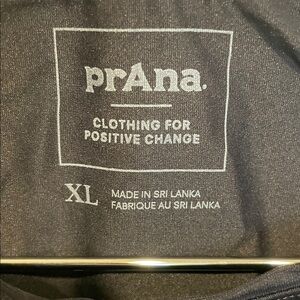 prAna.
CLOTHING FOR
POSITIVE CHANGE
XL
MADE IN SRI LANKA
FABRIQUE AU SRI LANKA